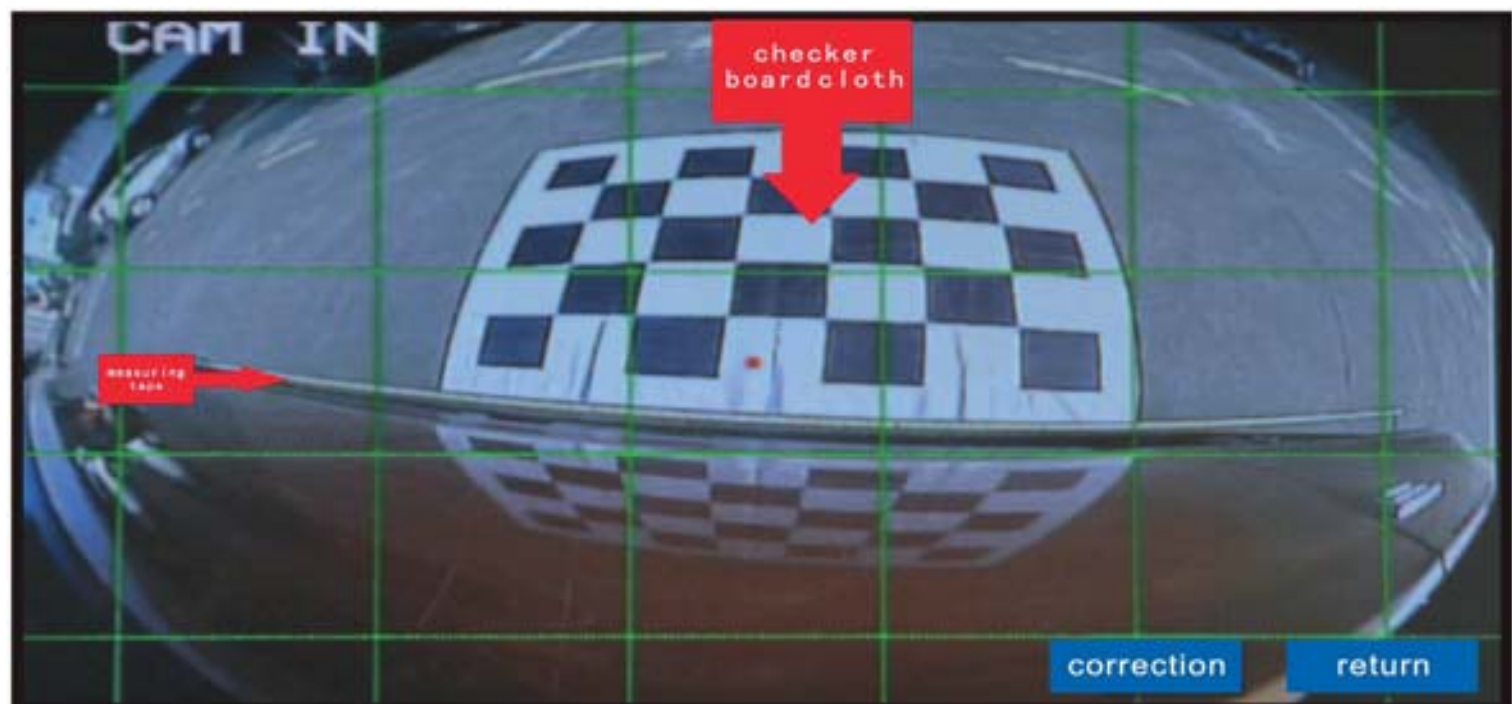 CAM IN
checker
boardcloth
measuring
tape
correction
return